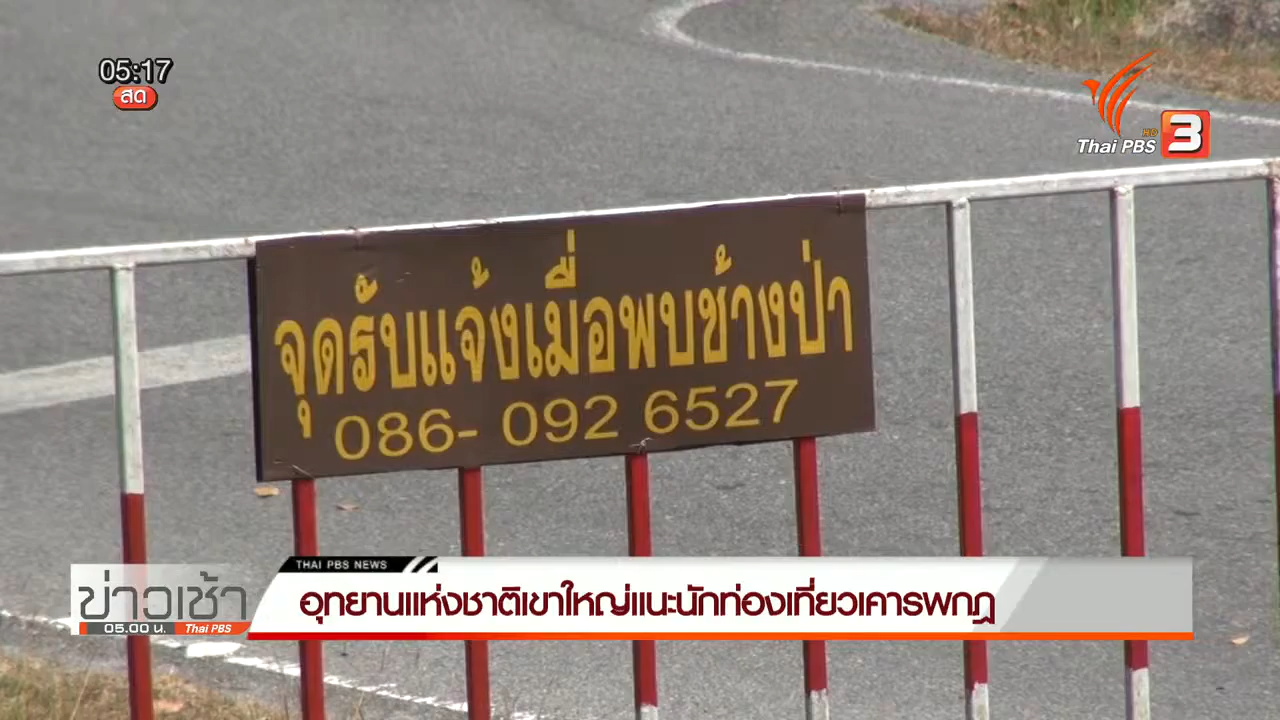 05:17
สด
HD
Thai PBS 3
จุดรับแจ้งเมื่อพบช้างป่า
086- 092 6527
THAI PBS NEWS
อุทยานแห่งชาติเขาใหญ่แนะนักท่องเที่ยวเคารพกฎ
ข่าวเช้า
05.00 น. Thai PBS